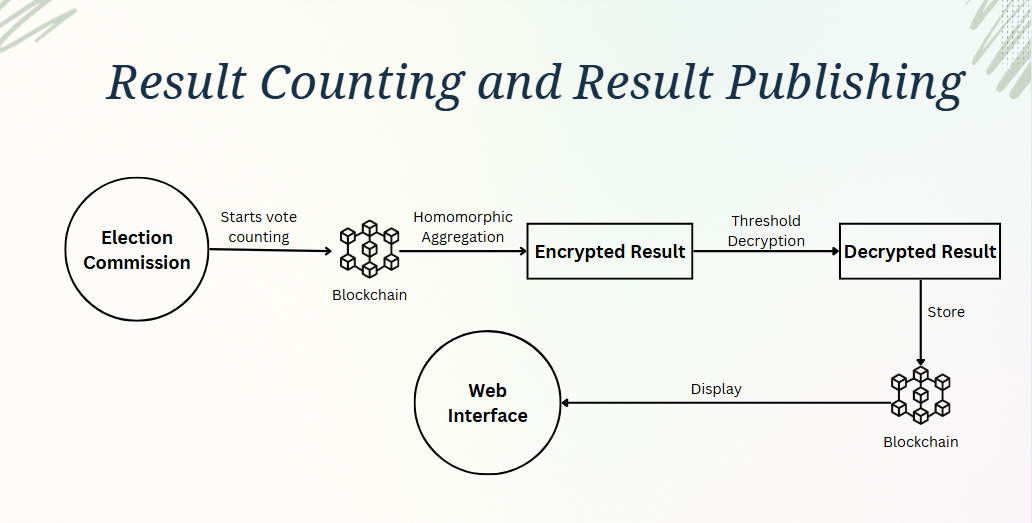 Result Counting and Result Publishing
Election
Commission
Starts vote
counting
Blockchain
Homomorphic
Aggregation
Encrypted Result
Threshold
Decryption
Decrypted Result
Store
Blockchain
Display
Web
Interface